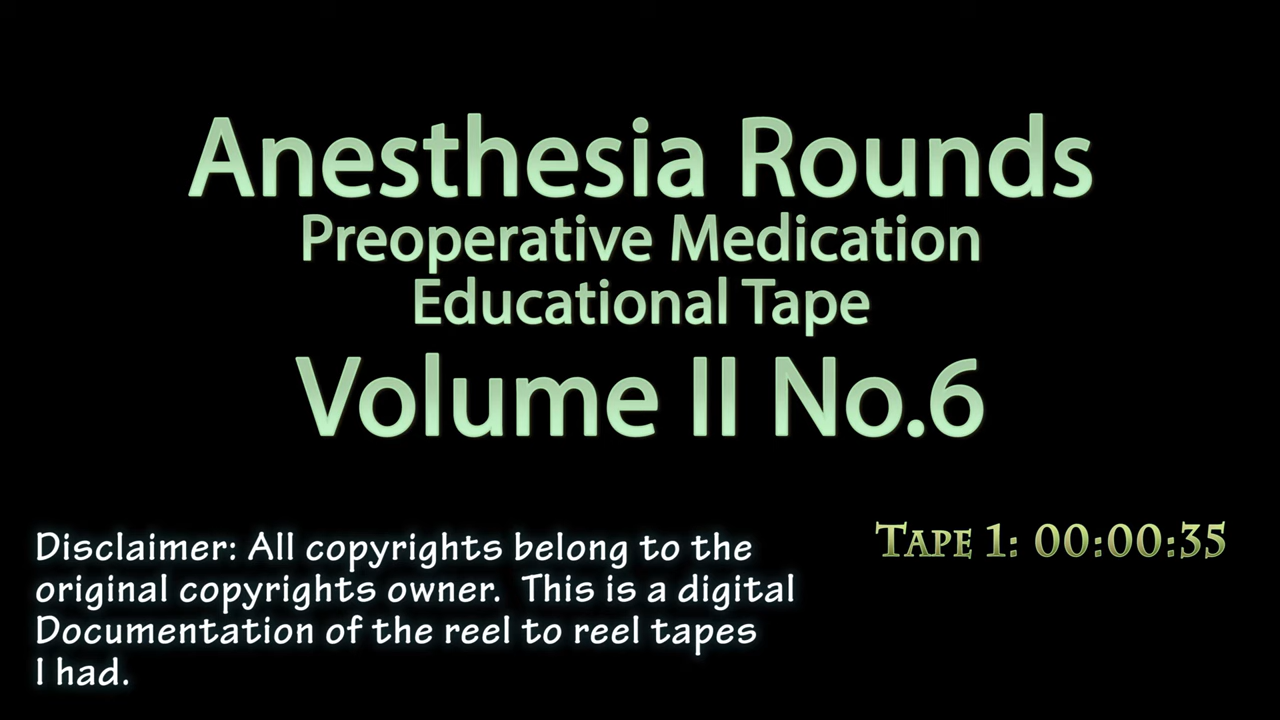 Anesthesia Rounds
Preoperative Medication
Educational Tape
Volume II No.6
Disclaimer: All copyrights belong to the
original copyrights owner.  This is a digital
Documentation of the reel to reel tapes
I had.
Tape 1: 00:00:35